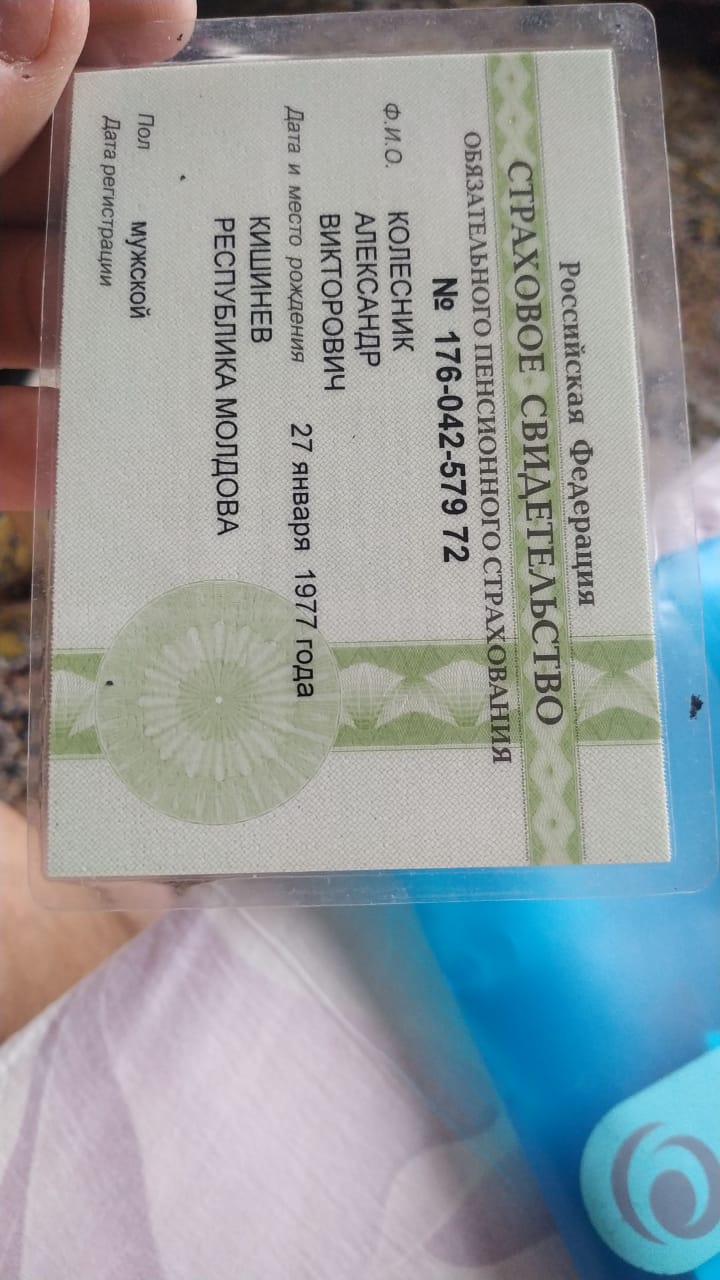 Российская Федерация
СТРАХОВОЕ СВИДЕТЕЛЬСТВО
ОБЯЗАТЕЛЬНОГО ПЕНСИОННОГО СТРАХОВАНИЯ
№ 176-042-579 72
Ф.И.О. КОЛЕСНИК
АЛЕКСАНДР
ВИКТОРОВИЧ
Дата и место рождения 27 января 1977 года
КИШИНЕВ
РЕСПУБЛИКА МОЛДОВА
Пол мужской
Дата регистрации